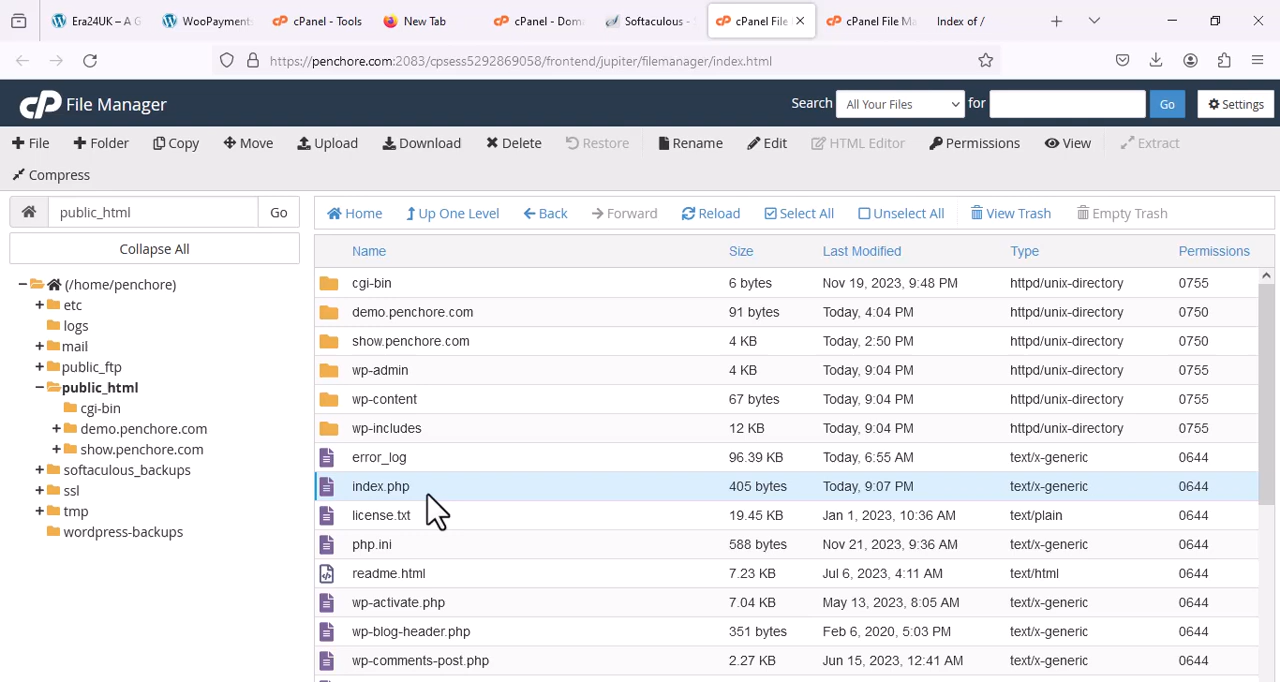 Era24UK – A G
WooPayments
cPanel - Tools
New Tab
cPanel - Dom
Softaculous -
cPanel File
cPanel File Ma
Index of /
https://penchore.com:2083/cpsess5292869058/frontend/jupiter/filemanager/index.html
cP File Manager
Search All Your Files for Go Settings
File Folder Copy Move Upload Download Delete Restore Rename Edit HTML Editor Permissions View Extract
Compress
public_html Go
Home Up One Level Back Forward Reload Select All Unselect All View Trash Empty Trash
Collapse All
(/home/penchore)
etc
logs
mail
public_ftp
public_html
cgi-bin
demo.penchore.com
show.penchore.com
softaculous_backups
ssl
tmp
wordpress-backups
Name Size Last Modified Type Permissions
cgi-bin 6 bytes Nov 19, 2023, 9:48 PM httpd/unix-directory 0755
demo.penchore.com 91 bytes Today, 4:04 PM httpd/unix-directory 0750
show.penchore.com 4 KB Today, 2:50 PM httpd/unix-directory 0750
wp-admin 4 KB Today, 9:04 PM httpd/unix-directory 0755
wp-content 67 bytes Today, 9:04 PM httpd/unix-directory 0755
wp-includes 12 KB Today, 9:04 PM httpd/unix-directory 0755
error_log 96.39 KB Today, 6:55 AM text/x-generic 0644
index.php 405 bytes Today, 9:07 PM text/x-generic 0644
license.txt 19.45 KB Jan 1, 2023, 10:36 AM text/plain 0644
php.ini 588 bytes Nov 21, 2023, 9:36 AM text/x-generic 0644
readme.html 7.23 KB Jul 6, 2023, 4:11 AM text/html 0644
wp-activate.php 7.04 KB May 13, 2023, 8:05 AM text/x-generic 0644
wp-blog-header.php 351 bytes Feb 6, 2020, 5:03 PM text/x-generic 0644
wp-comments-post.php 2.27 KB Jun 15, 2023, 12:41 AM text/x-generic 0644